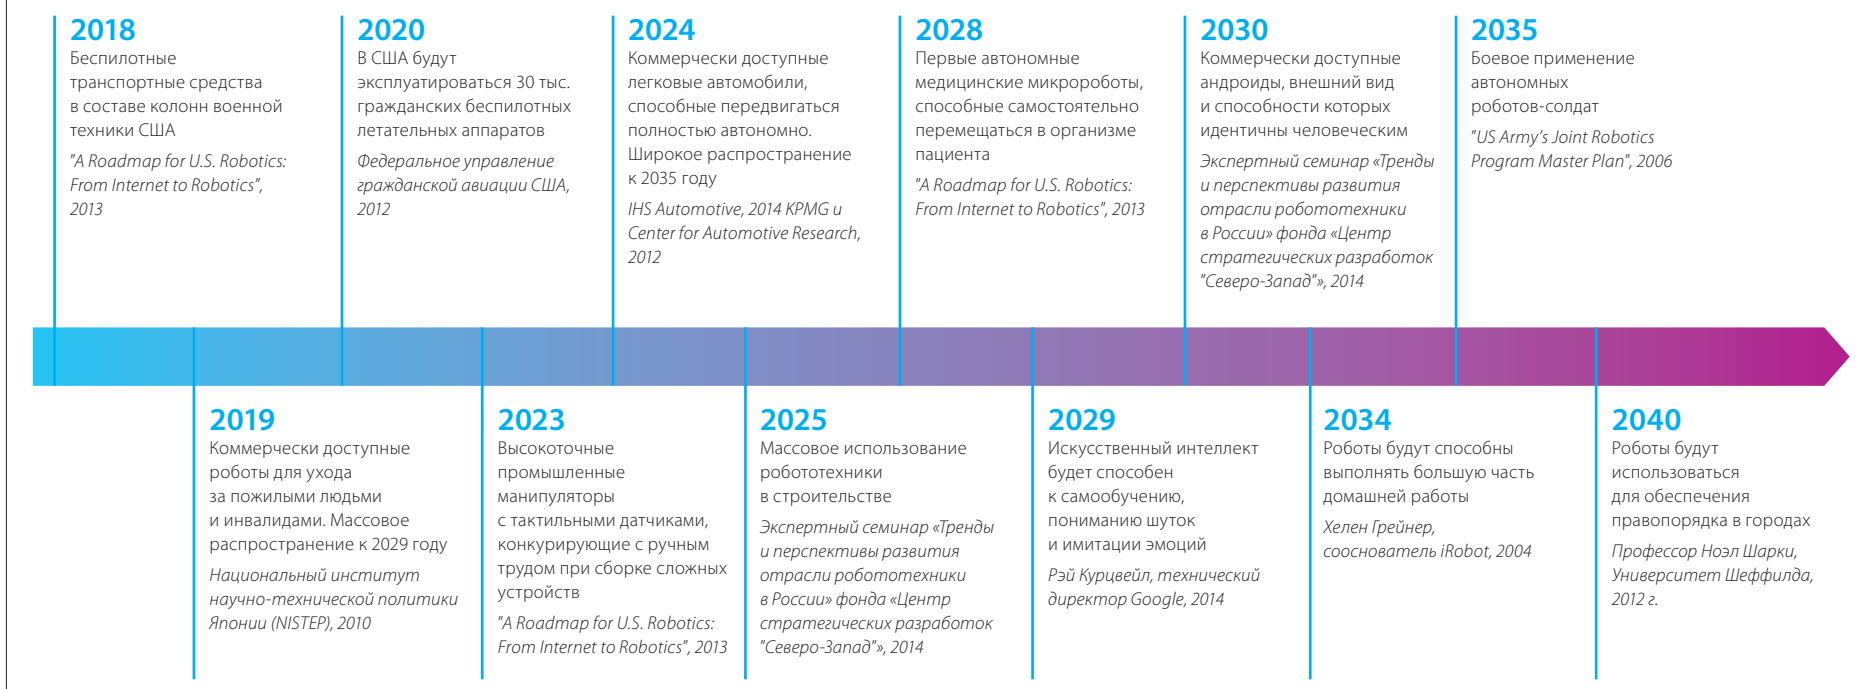 2018
Беспилотные
транспортные средства
в составе колонн военной
техники США
"A Roadmap for U.S. Robotics:
From Internet to Robotics",
2013
2020
В США будут
эксплуатироваться 30 тыс.
гражданских беспилотных
летательных аппаратов
Федеральное управление
гражданской авиации США,
2012
2024
Коммерчески доступные
легковые автомобили,
способные передвигаться
полностью автономно.
Широкое распространение
к 2035 году
IHS Automotive, 2014 KPMG и
Center for Automotive Research,
2012
2028
Первые автономные
медицинские микророботы,
способные самостоятельно
перемещаться в организме
пациента
"A Roadmap for U.S. Robotics:
From Internet to Robotics", 2013
2030
Коммерчески доступные
андроиды, внешний вид
и способности которых
идентичны человеческим
Экспертный семинар «Тренды
и перспективы развития
отрасли робототехники
в России» фонда «Центр
стратегических разработок
"Северо-Запад"», 2014
2035
Боевое применение
автономных
роботов-солдат
"US Army's Joint Robotics
Program Master Plan", 2006
2019
Коммерчески доступные
роботы для ухода
за пожилыми людьми
и инвалидами. Массовое
распространение к 2029 году
Национальный институт
научно-технической политики
Японии (NISTEP), 2010
2023
Высокоточные
промышленные
манипуляторы
с тактильными датчиками,
конкурирующие с ручным
трудом при сборке сложных
устройств
"A Roadmap for U.S. Robotics:
From Internet to Robotics", 2013
2025
Массовое использование
робототехники
в строительстве
Экспертный семинар «Тренды
и перспективы развития
отрасли робототехники
в России» фонда «Центр
стратегических разработок
"Северо-Запад"», 2014
2029
Искусственный интеллект
будет способен
к самообучению,
пониманию шуток
и имитации эмоций
Рэй Курцвейл, технический
директор Google, 2014
2034
Роботы будут способны
выполнять большую часть
домашней работы
Хелен Грейнер,
сооснователь iRobot, 2004
2040
Роботы будут
использоваться
для обеспечения
правопорядка в городах
Профессор Ноэл Шарки,
Университет Шеффилда,
2012 г.